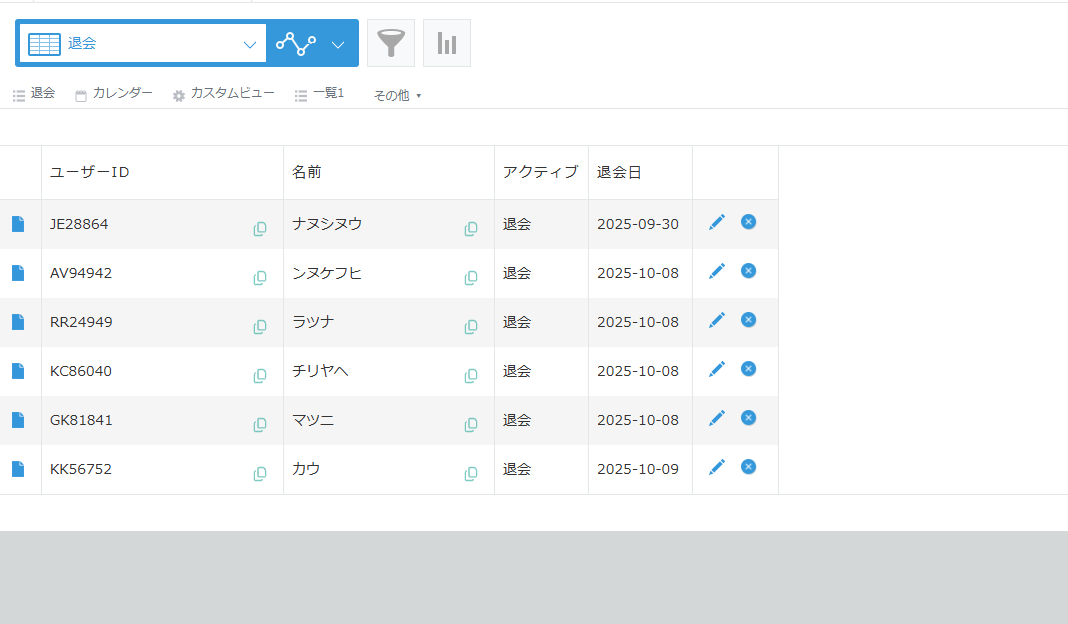 退会
退会 カレンダー カスタムビュー 一覧1 その他
ユーザーID 名前 アクティブ 退会日
JE28864 ナヌシヌウ 退会 2025-09-30
AV94942 ンヌケフヒ 退会 2025-10-08
RR24949 ラツナ 退会 2025-10-08
KC86040 チリヤヘ 退会 2025-10-08
GK81841 マツニ 退会 2025-10-08
KK56752 カウ 退会 2025-10-09